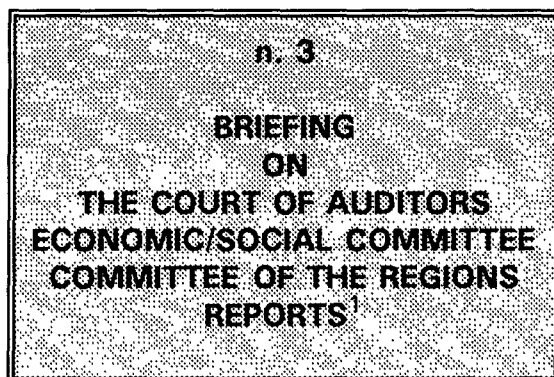 n. 3
BRIEFING
ON
THE COURT OF AUDITORS
ECONOMIC/SOCIAL COMMITTEE
COMMITTEE OF THE REGIONS
REPORTS¹